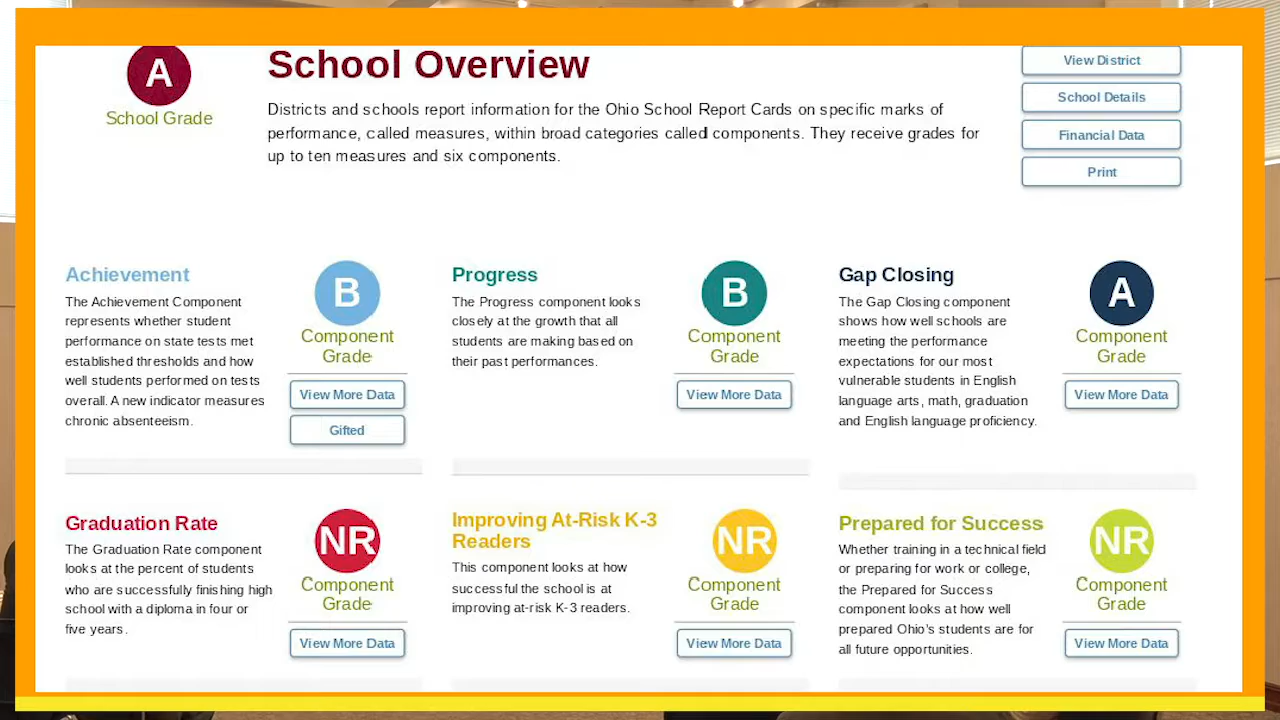 A
School Grade
School Overview
Districts and schools report information for the Ohio School Report Cards on specific marks of
performance, called measures, within broad categories called components. They receive grades for
up to ten measures and six components.
View District
School Details
Financial Data
Print
Achievement
The Achievement Component
represents whether student
performance on state tests met
established thresholds and how
well students performed on tests
overall. A new indicator measures
chronic absenteeism.
B
Component
Grade
View More Data
Gifted
Progress
The Progress component looks
closely at the growth that all
students are making based on
their past performances.
B
Component
Grade
View More Data
Gap Closing
The Gap Closing component
shows how well schools are
meeting the performance
expectations for our most
vulnerable students in English
language arts, math, graduation
and English language proficiency.
A
Component
Grade
View More Data
Graduation Rate
The Graduation Rate component
looks at the percent of students
who are successfully finishing high
school with a diploma in four or
five years.
NR
Component
Grade
View More Data
Improving At-Risk K-3
Readers
This component looks at how
successful the school is at
improving at-risk K-3 readers.
NR
Component
Grade
View More Data
Prepared for Success
Whether training in a technical field
or preparing for work or college,
the Prepared for Success
component looks at how well
prepared Ohio's students are for
all future opportunities.
NR
Component
Grade
View More Data